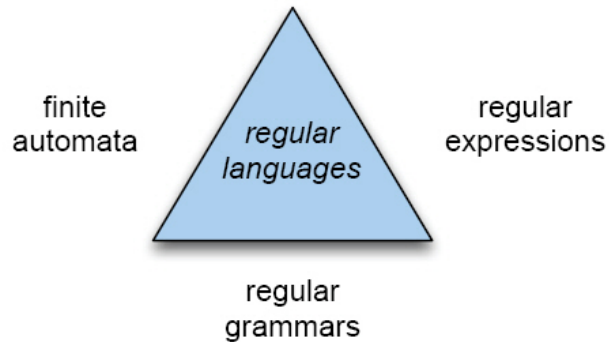 finite
automata
regular
languages
regular
expressions
regular
grammars